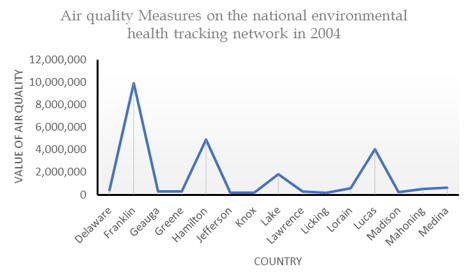 Air quality Measures on the national environmental
health tracking network in 2004
VALUE OF AIR QUALITY
12,000,000
10,000,000
8,000,000
6,000,000
4,000,000
2,000,000
0
Delaware
Franklin
Geauga
Greene
Hamilton
Jefferson
Knox
Lake
Lawrence
Licking
Lorain
Lucas
Madison
Mahoning
Medina
COUNTRY